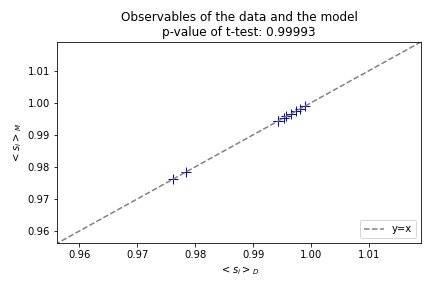 Observables of the data and the model
p-value of t-test: 0.99993
1.01
1.00
0.99
0.98
0.97
0.96
< s_i >_M
y=x
0.96 0.97 0.98 0.99 1.00 1.01
< s_i >_D